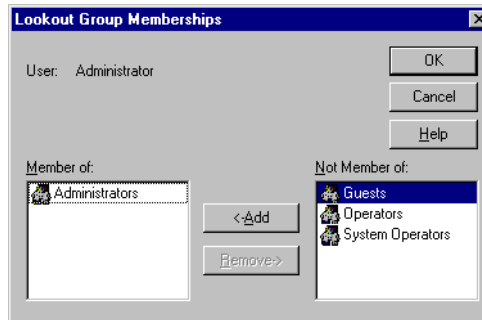 Lookout Group Memberships
User: Administrator
OK
Cancel
Help
Member of:
Administrators
<-Add
Remove->
Not Member of:
Guests
Operators
System Operators